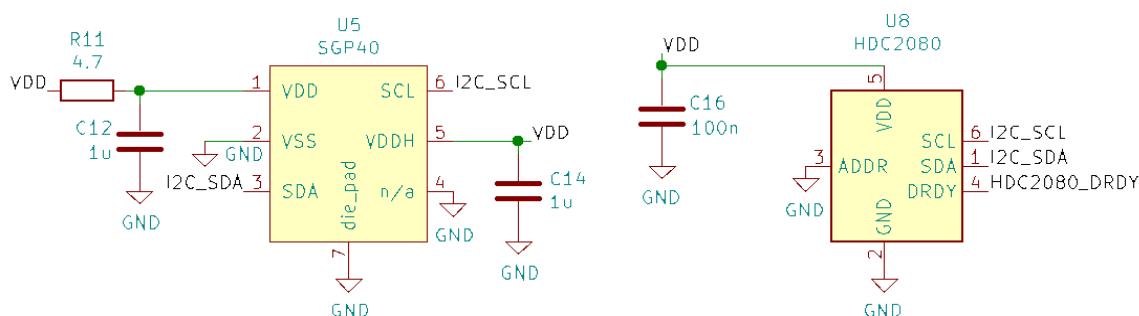 U5
SGP40
R11
4.7
VDD
1
VDD
SCL
6
I2C_SCL
C12
1u
2
VSS
VDDH
5
VDD
GND
I2C_SDA
3
SDA
n/a
4
C14
1u
die_pad
GND
GND
7
GND
GND
U8
HDC2080
VDD
5
C16
100n
VDD
SCL
6
I2C_SCL
3
ADDR
SDA
1
I2C_SDA
DRDY
4
HDC2080_DRDY
GND
GND
GND
2
GND